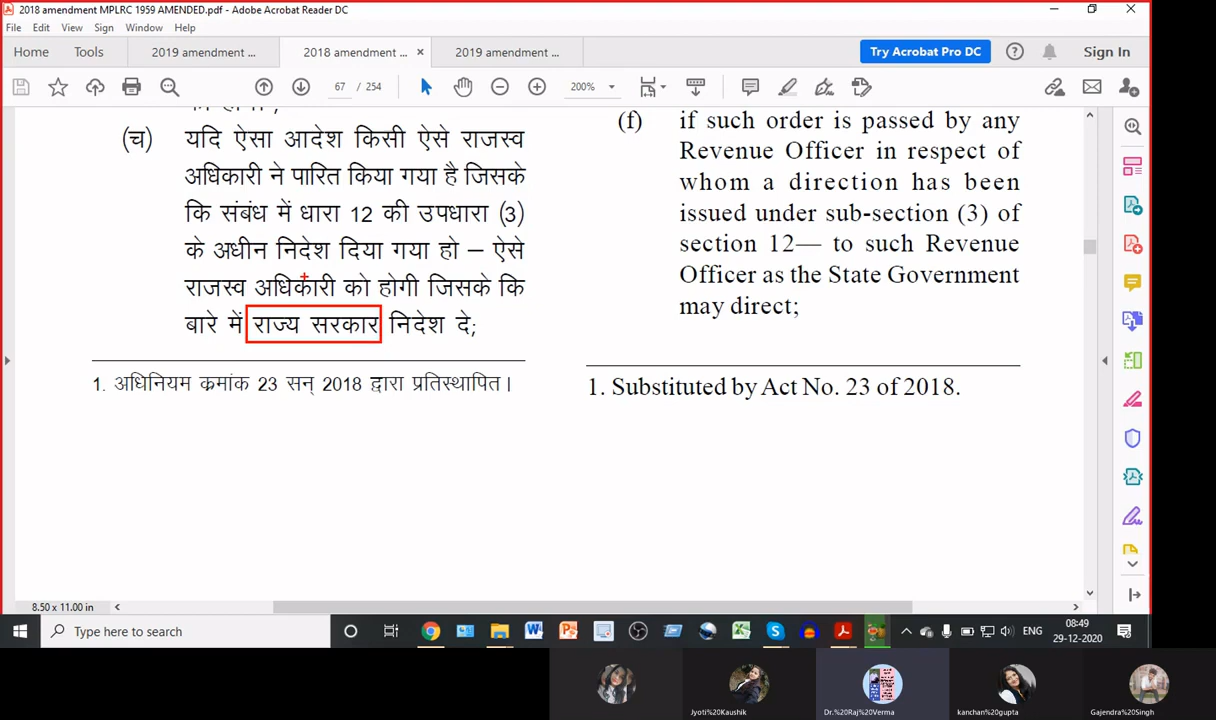 2018 amendment MPLRC 1959 AMENDED.pdf - Adobe Acrobat Reader DC
File Edit View Sign Window Help
Home Tools 2019 amendment ... 2018 amendment ... × 2019 amendment ... Try Acrobat Pro DC Sign In
67 / 254 200%
(च) यदि ऐसा आदेश किसी ऐसे राजस्व
अधिकारी ने पारित किया गया है जिसके
कि संबंध में धारा 12 की उपधारा (3)
के अधीन निदेश दिया गया हो – ऐसे
राजस्व अधिकारी को होगी जिसके कि
बारे में राज्य सरकार निदेश दे;
1. अधिनियम क्रमांक 23 सन् 2018 द्वारा प्रतिस्थापित।
(f) if such order is passed by any
Revenue Officer in respect of
whom a direction has been
issued under sub-section (3) of
section 12— to such Revenue
Officer as the State Government
may direct;
1. Substituted by Act No. 23 of 2018.
8.50 x 11.00 in
Type here to search
ENG
08:49
29-12-2020
Jyoti%20Kaushik Dr.%20Raj%20Verma kanchan%20gupta Gajendra%20Singh